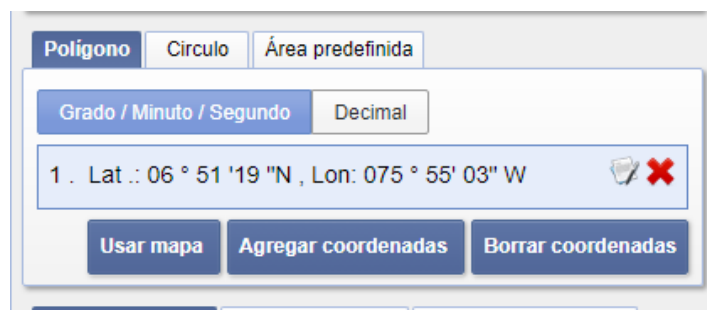 Polígono Circulo Área predefinida
Grado / Minuto / Segundo Decimal
1 . Lat .: 06 ° 51 '19 "N , Lon: 075 ° 55' 03" W
Usar mapa Agregar coordenadas Borrar coordenadas